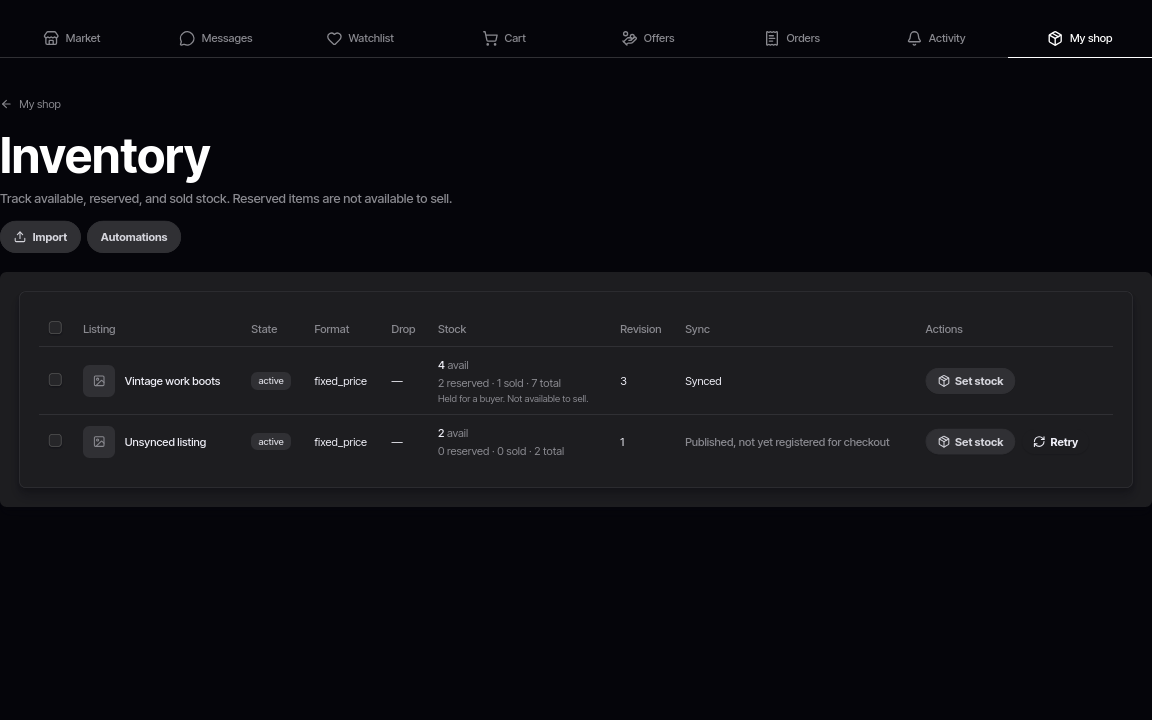 Market
Messages
Watchlist
Cart
Offers
Orders
Activity
My shop
My shop
Inventory
Track available, reserved, and sold stock. Reserved items are not available to sell.
Import
Automations
Listing State Format Drop Stock Revision Sync Actions
Vintage work boots active fixed_price — 4 avail
2 reserved · 1 sold · 7 total
Held for a buyer. Not available to sell.
3 Synced Set stock
Unsynced listing active fixed_price — 2 avail
0 reserved · 0 sold · 2 total
1 Published, not yet registered for checkout Set stock Retry